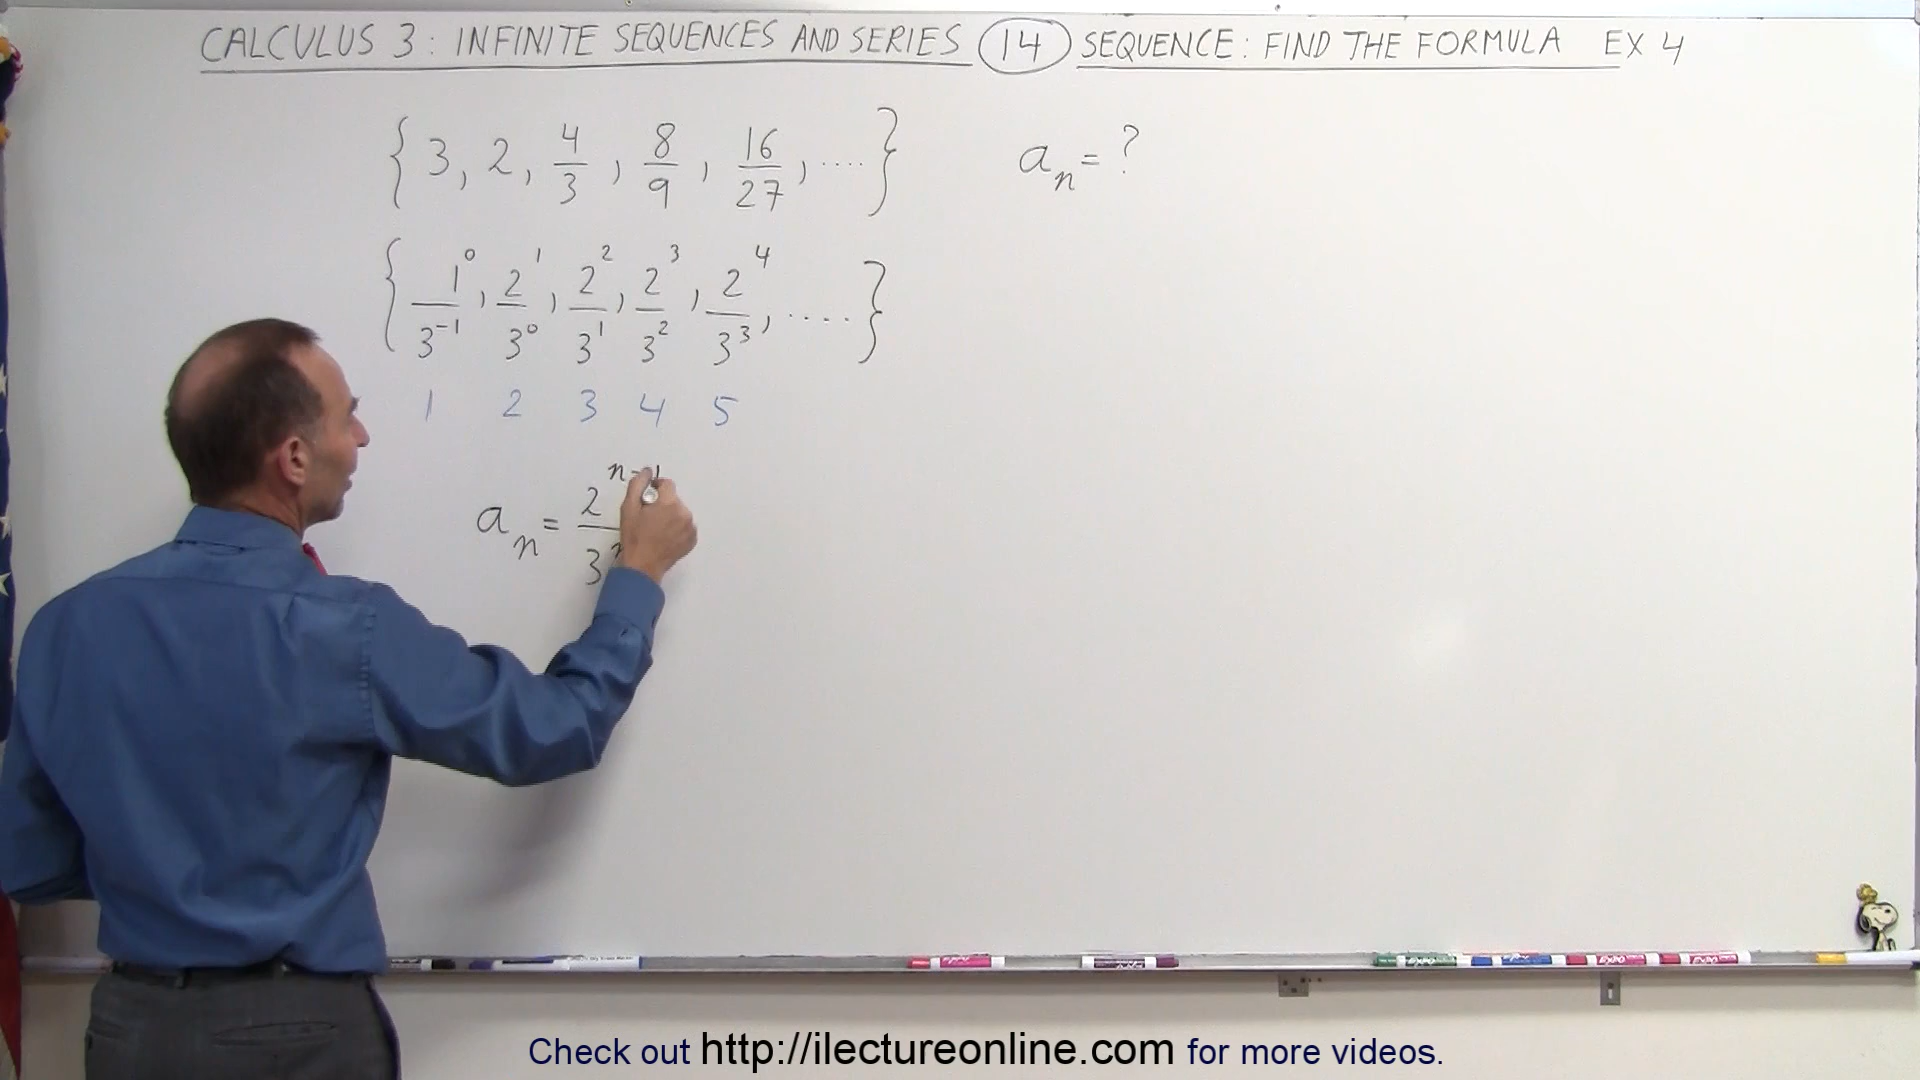 CALCULUS 3: INFINITE SEQUENCES AND SERIES (14) SEQUENCE: FIND THE FORMULA EX 4
{ 3, 2, 4/3, 8/9, 16/27, .... } aₙ = ?
{ 1⁰/3⁻¹, 2¹/3⁰, 2²/3¹, 2³/3², 2⁴/3³, ..... }
1 2 3 4 5
aₙ = 2ⁿ⁻¹/3ⁿ
Check out http://ilectureonline.com for more videos.